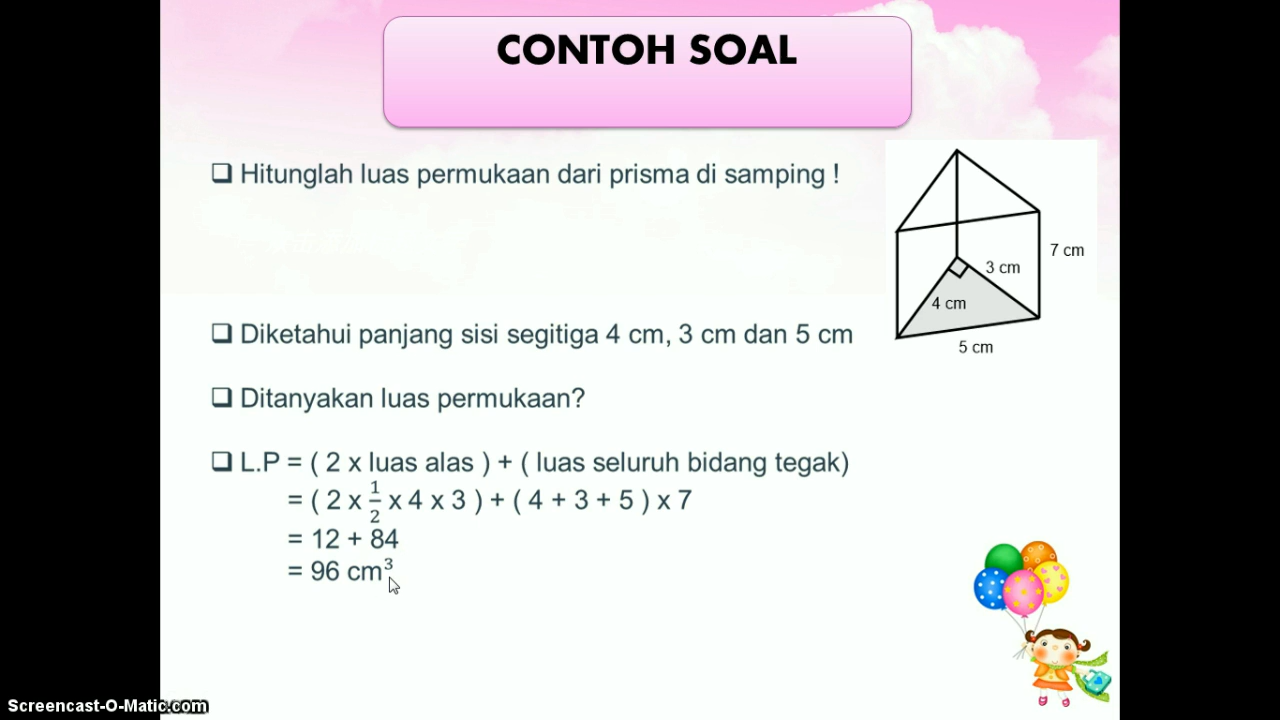 CONTOH SOAL
❑ Hitunglah luas permukaan dari prisma di samping !
7 cm
3 cm
4 cm
5 cm
❑ Diketahui panjang sisi segitiga 4 cm, 3 cm dan 5 cm
❑ Ditanyakan luas permukaan?
❑ L.P = ( 2 x luas alas ) + ( luas seluruh bidang tegak)
= ( 2 x 1/2 x 4 x 3 ) + ( 4 + 3 + 5 ) x 7
= 12 + 84
= 96 cm³
Screencast-O-Matic.com